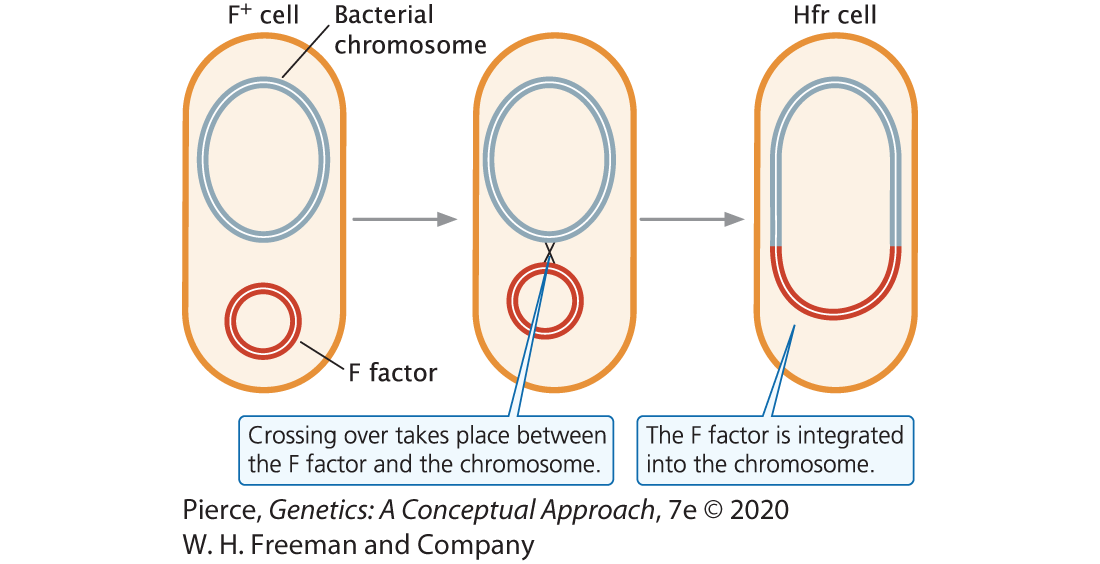 F⁺ cell
Bacterial
chromosome
Hfr cell
F factor
Crossing over takes place between
the F factor and the chromosome.
The F factor is integrated
into the chromosome.
Pierce, Genetics: A Conceptual Approach, 7e © 2020
W. H. Freeman and Company